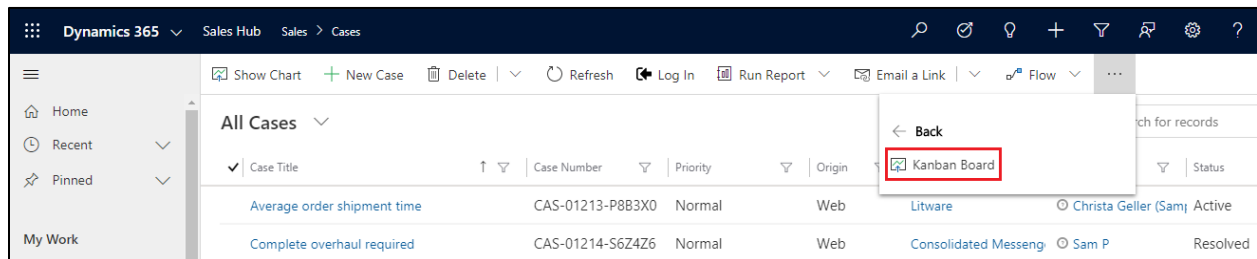 Dynamics 365 Sales Hub Sales > Cases
Show Chart New Case Delete Refresh Log In Run Report Email a Link Flow ...
Home
Recent
Pinned
My Work
All Cases
Back
Kanban Board
rch for records
Case Title Case Number Priority Origin Status
Average order shipment time CAS-01213-P8B3X0 Normal Web Litware Christa Geller (Samp Active
Complete overhaul required CAS-01214-S6Z4Z6 Normal Web Consolidated Messeng Sam P Resolved